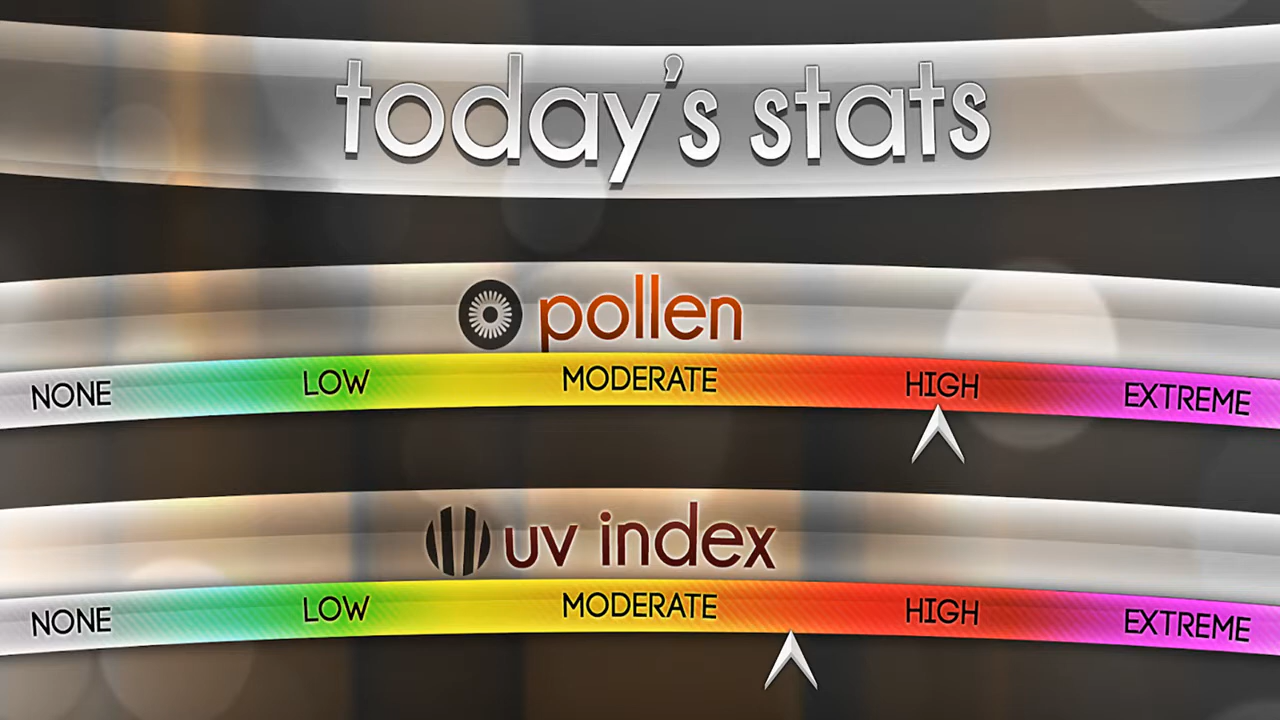 today's stats
pollen
NONE LOW MODERATE HIGH EXTREME
uv index
NONE LOW MODERATE HIGH EXTREME